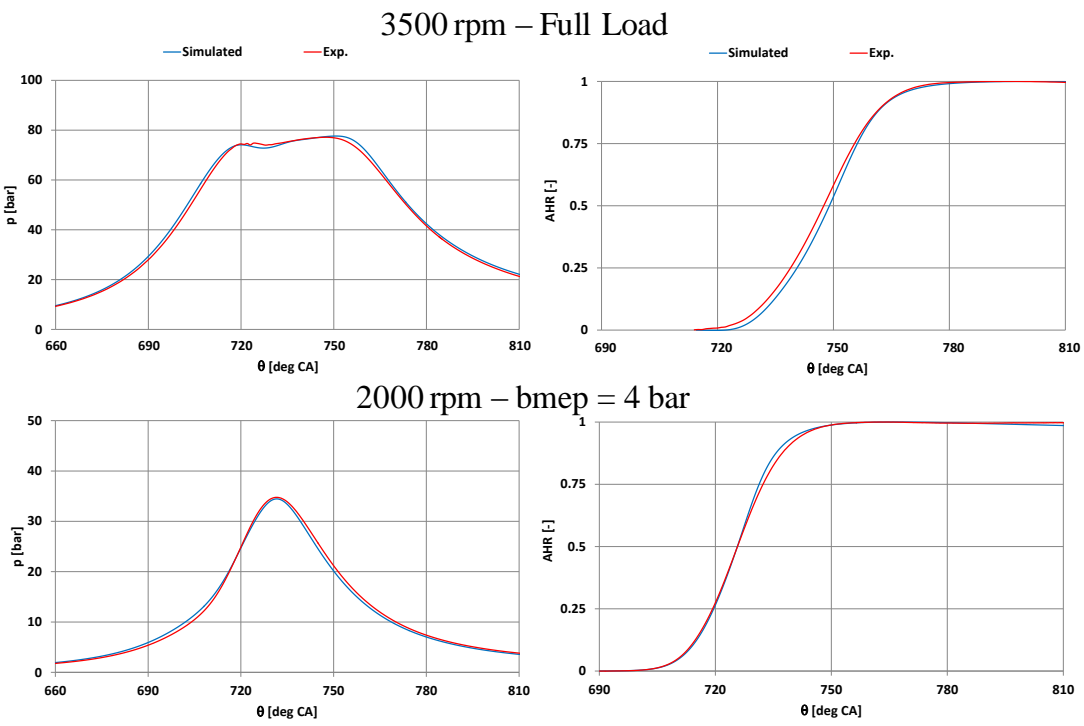 3500 rpm – Full Load
Simulated Exp.
p [bar]
100
80
60
40
20
0
660 690 720 750 780 810
θ [deg CA]
Simulated Exp.
AHR [-]
1
0.75
0.5
0.25
0
690 720 750 780 810
θ [deg CA]
2000 rpm – bmep = 4 bar
p [bar]
50
40
30
20
10
0
660 690 720 750 780 810
θ [deg CA]
AHR [-]
1
0.75
0.5
0.25
0
690 720 750 780 810
θ [deg CA]